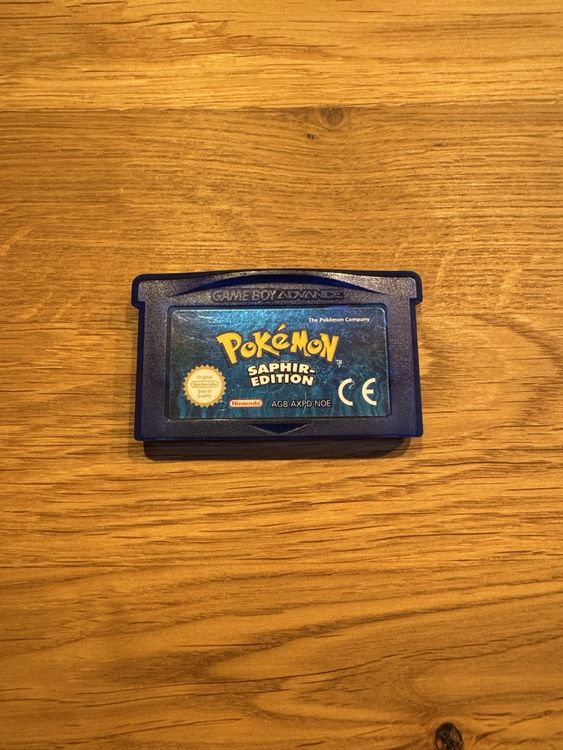 GAME BOY ADVANCE
The Pokémon Company
POKéMON
TM
SAPHIR-
EDITION
Original
Nintendo
Seal of
Quality
Nintendo
AGB-AXPD-NOE
CE